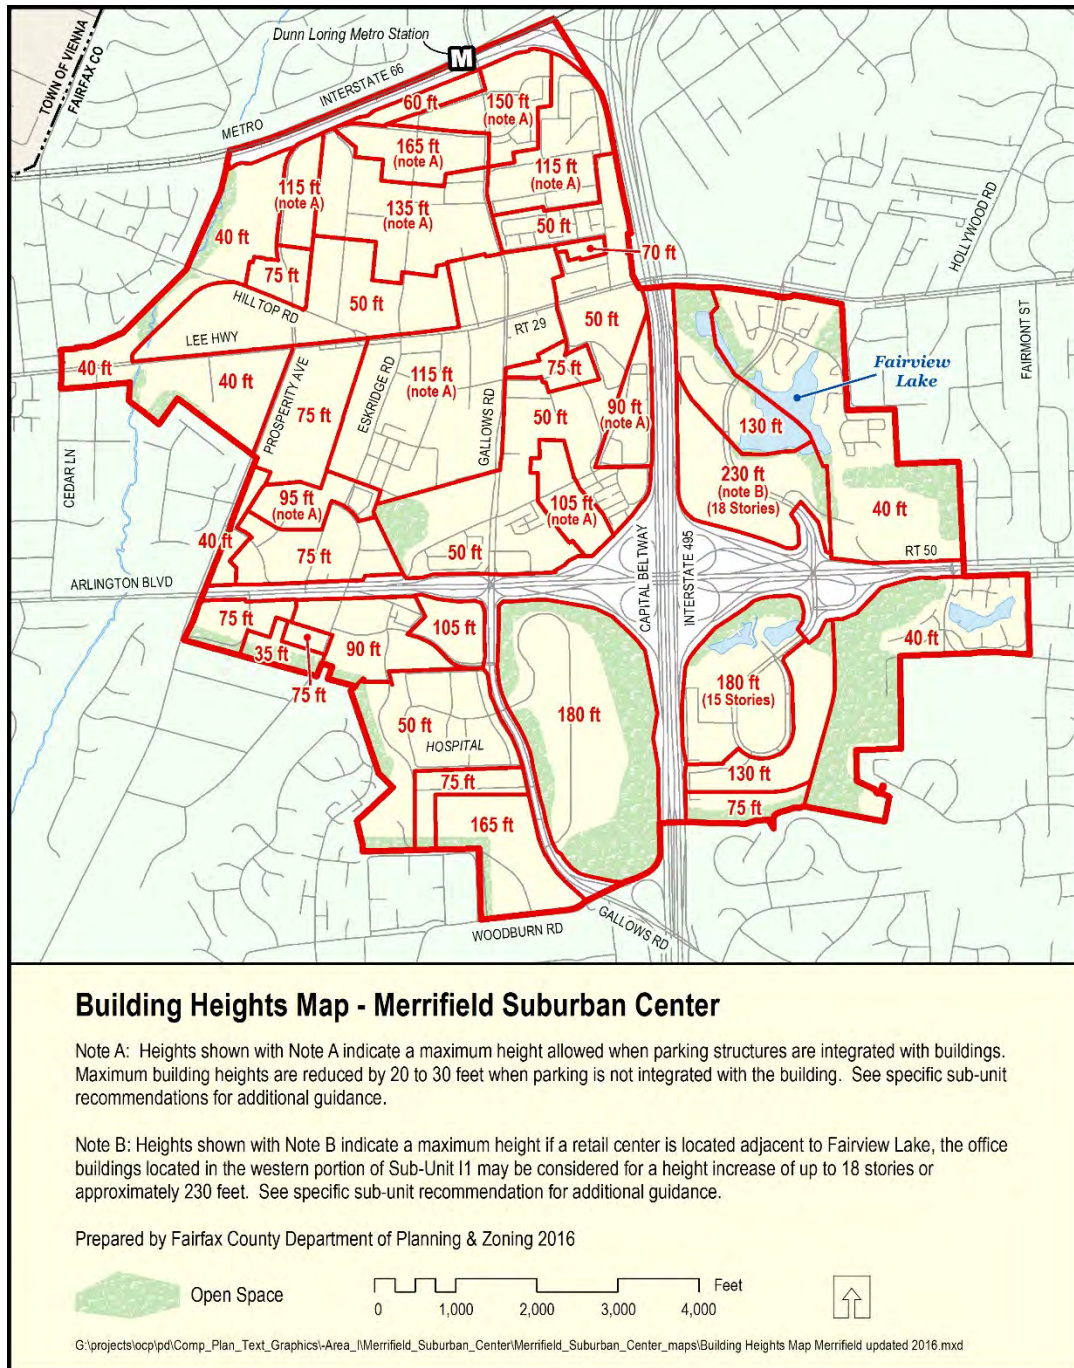 Dunn Loring Metro Station
M
TOWN OF VIENNA
FAIRFAX CO
METRO
INTERSTATE 66
60 ft
150 ft
(note A)
165 ft
(note A)
115 ft
(note A)
115 ft
(note A)
135 ft
(note A)
40 ft
50 ft
70 ft
75 ft
50 ft
HILLTOP RD
HOLLYWOOD RD
LEE HWY
RT 29
50 ft
40 ft
40 ft
PROSPERITY AVE
75 ft
ESKRIDGE RD
115 ft
(note A)
GALLOWS RD
75 ft
50 ft
90 ft
(note A)
Fairview
Lake
FAIRMONT ST
130 ft
230 ft
(note B)
(18 Stories)
40 ft
CEDAR LN
95 ft
(note A)
105 ft
(note A)
40 ft
75 ft
50 ft
RT 50
ARLINGTON BLVD
CAPITAL BELTWAY
INTERSTATE 495
75 ft
35 ft
75 ft
90 ft
105 ft
40 ft
180 ft
(15 Stories)
180 ft
50 ft
HOSPITAL
75 ft
130 ft
75 ft
165 ft
WOODBURN RD
GALLOWS RD
Building Heights Map - Merrifield Suburban Center
Note A: Heights shown with Note A indicate a maximum height allowed when parking structures are integrated with buildings.
Maximum building heights are reduced by 20 to 30 feet when parking is not integrated with the building. See specific sub-unit
recommendations for additional guidance.
Note B: Heights shown with Note B indicate a maximum height if a retail center is located adjacent to Fairview Lake, the office
buildings located in the western portion of Sub-Unit I1 may be considered for a height increase of up to 18 stories or
approximately 230 feet. See specific sub-unit recommendation for additional guidance.
Prepared by Fairfax County Department of Planning & Zoning 2016
Open Space
Feet
0 1,000 2,000 3,000 4,000
G:\projects\ocp\pd\Comp_Plan_Text_Graphics\-Area_I\Merrifield_Suburban_Center\Merrifield_Suburban_Center_maps\Building Heights Map Merrifield updated 2016.mxd